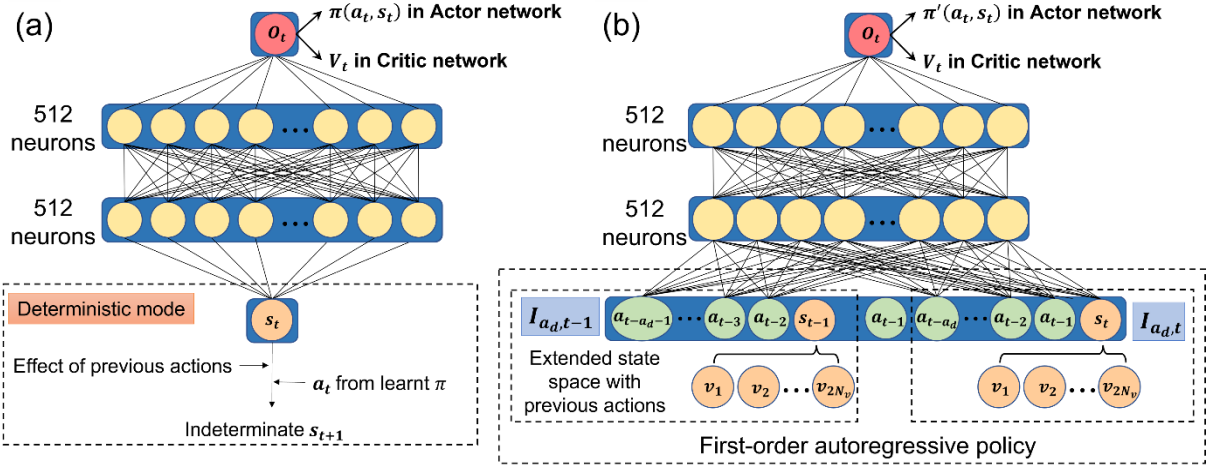 (a)
O_t
π(a_t, s_t) in Actor network
V_t in Critic network
512
neurons
...
512
neurons
...
Deterministic mode
s_t
Effect of previous actions
a_t from learnt π
Indeterminate s_{t+1}
(b)
O_t
π′(a_t, s_t) in Actor network
V_t in Critic network
512
neurons
...
512
neurons
...
I_{a_d,t−1}
a_{t−a_d−1} ... a_{t−3} a_{t−2} s_{t−1} a_{t−1} a_{t−a_d} ... a_{t−2} a_{t−1} s_t
I_{a_d,t}
Extended state
space with
previous actions
v_1 v_2 ... v_{2N_v}
v_1 v_2 ... v_{2N_v}
First-order autoregressive policy